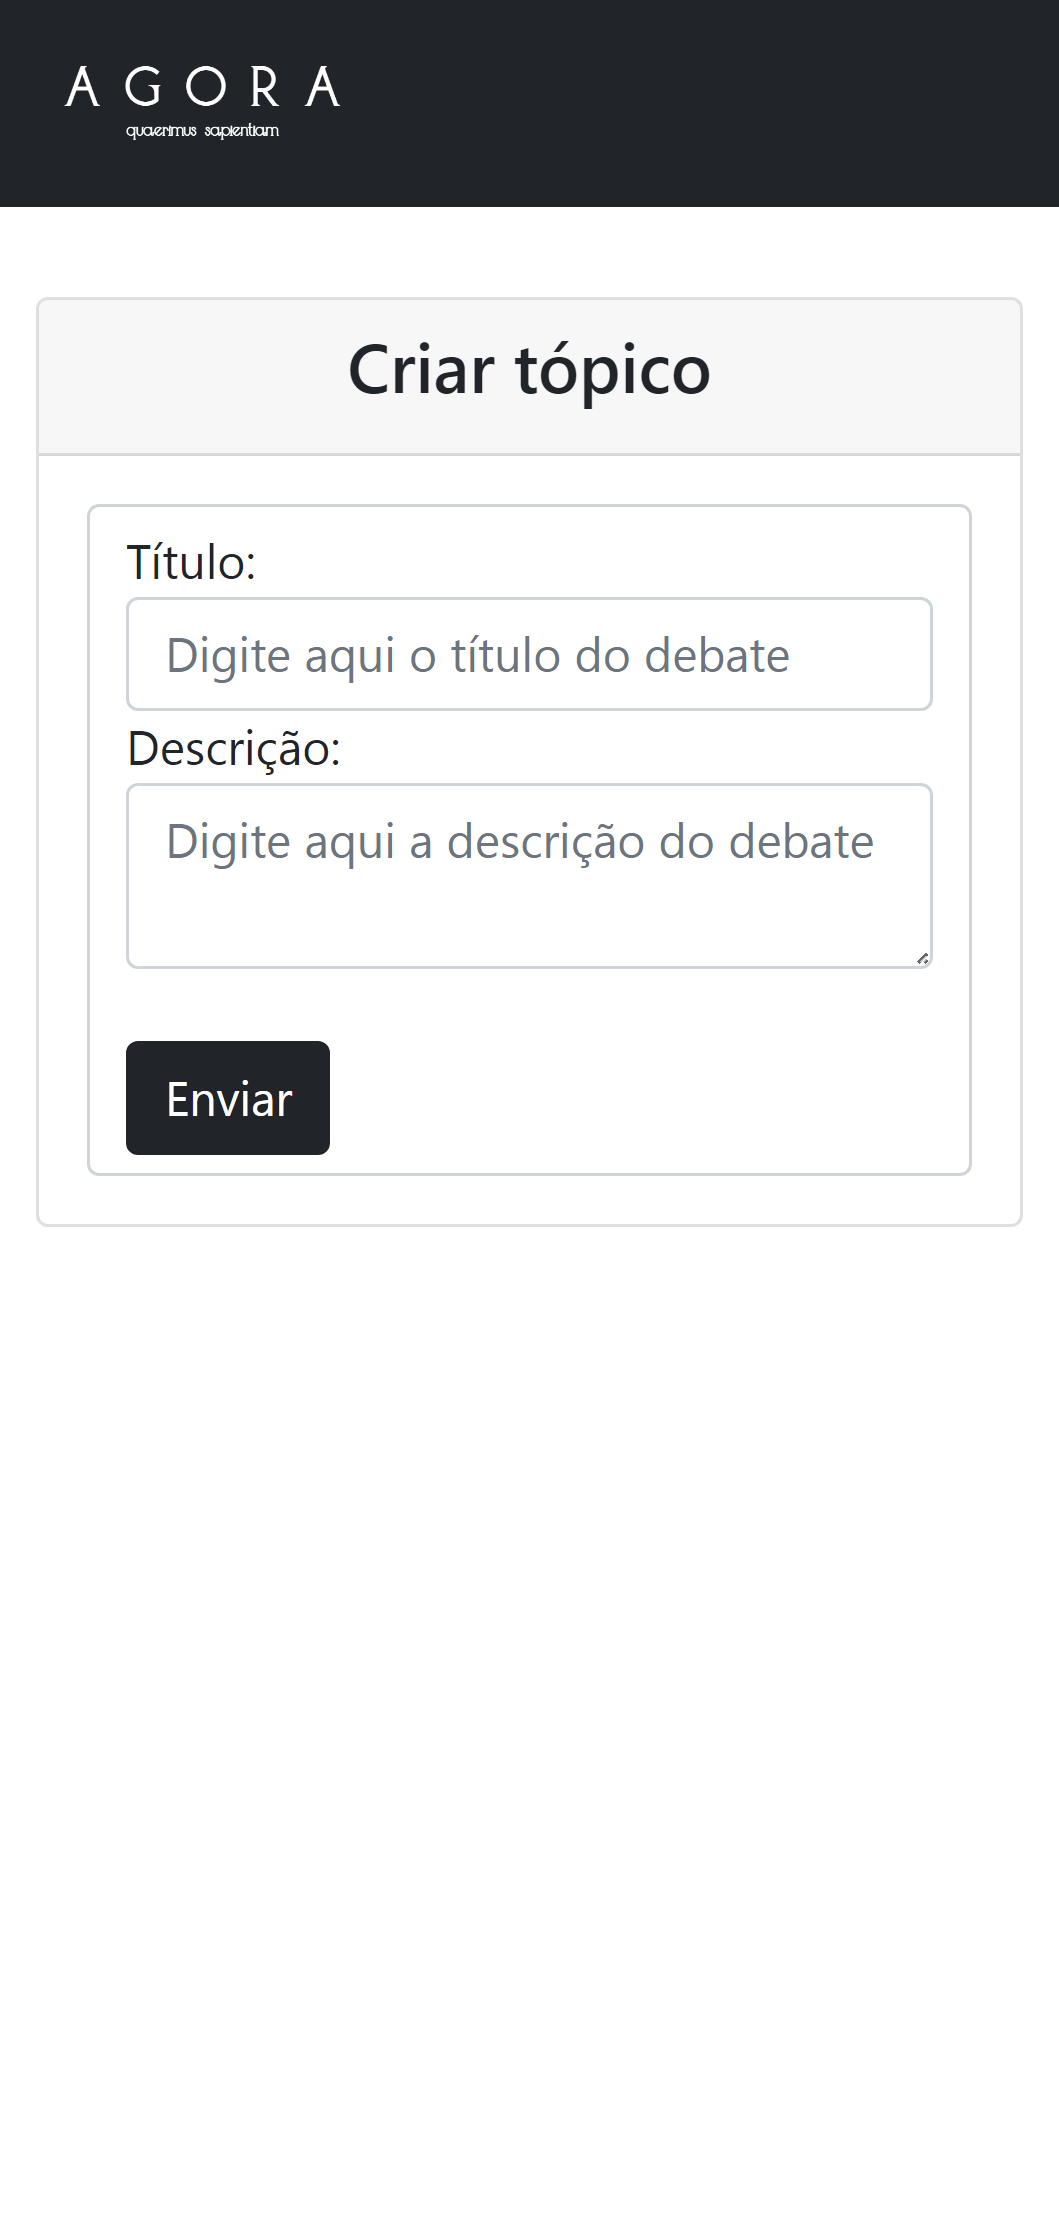 AGORA
quaerimus sapientiam
Criar tópico
Título:
Digite aqui o título do debate
Descrição:
Digite aqui a descrição do debate
Enviar